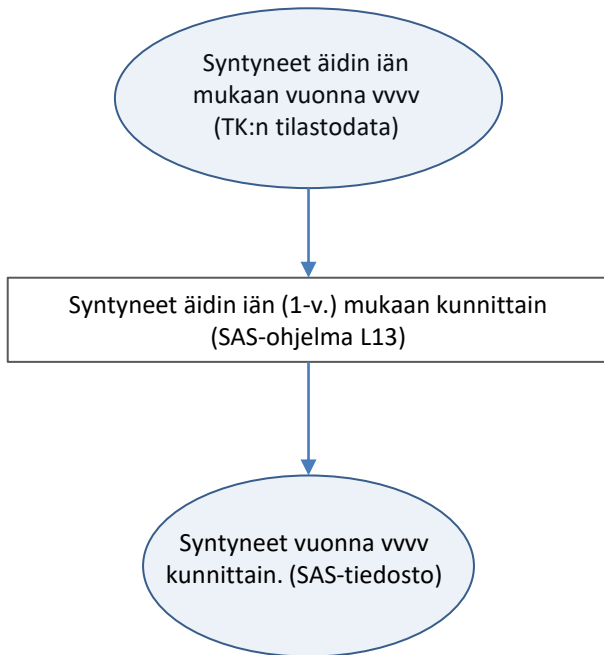 Syntyneet äidin iän
mukaan vuonna vvvv
(TK:n tilastodata)
Syntyneet äidin iän (1-v.) mukaan kunnittain
(SAS-ohjelma L13)
Syntyneet vuonna vvvv
kunnittain. (SAS-tiedosto)